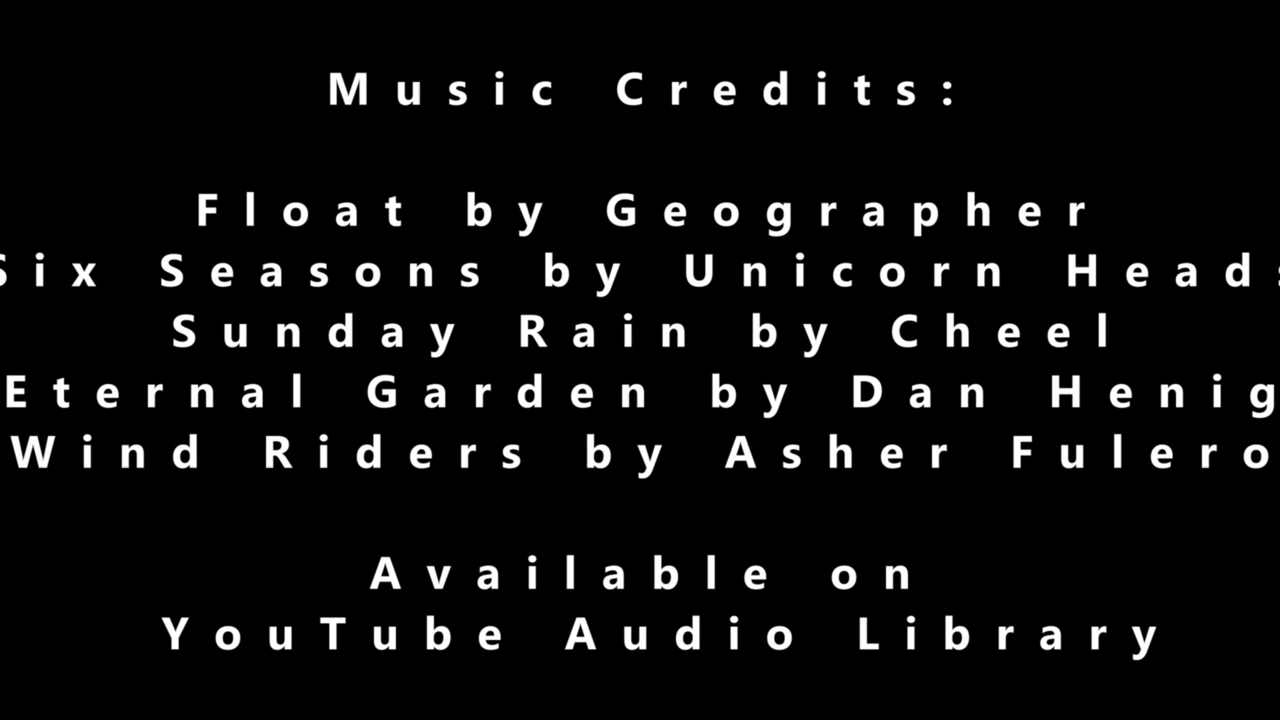 Music Credits:
Float by Geographer
Six Seasons by Unicorn Heads
Sunday Rain by Cheel
Eternal Garden by Dan Henig
Wind Riders by Asher Fulero
Available on
YouTube Audio Library